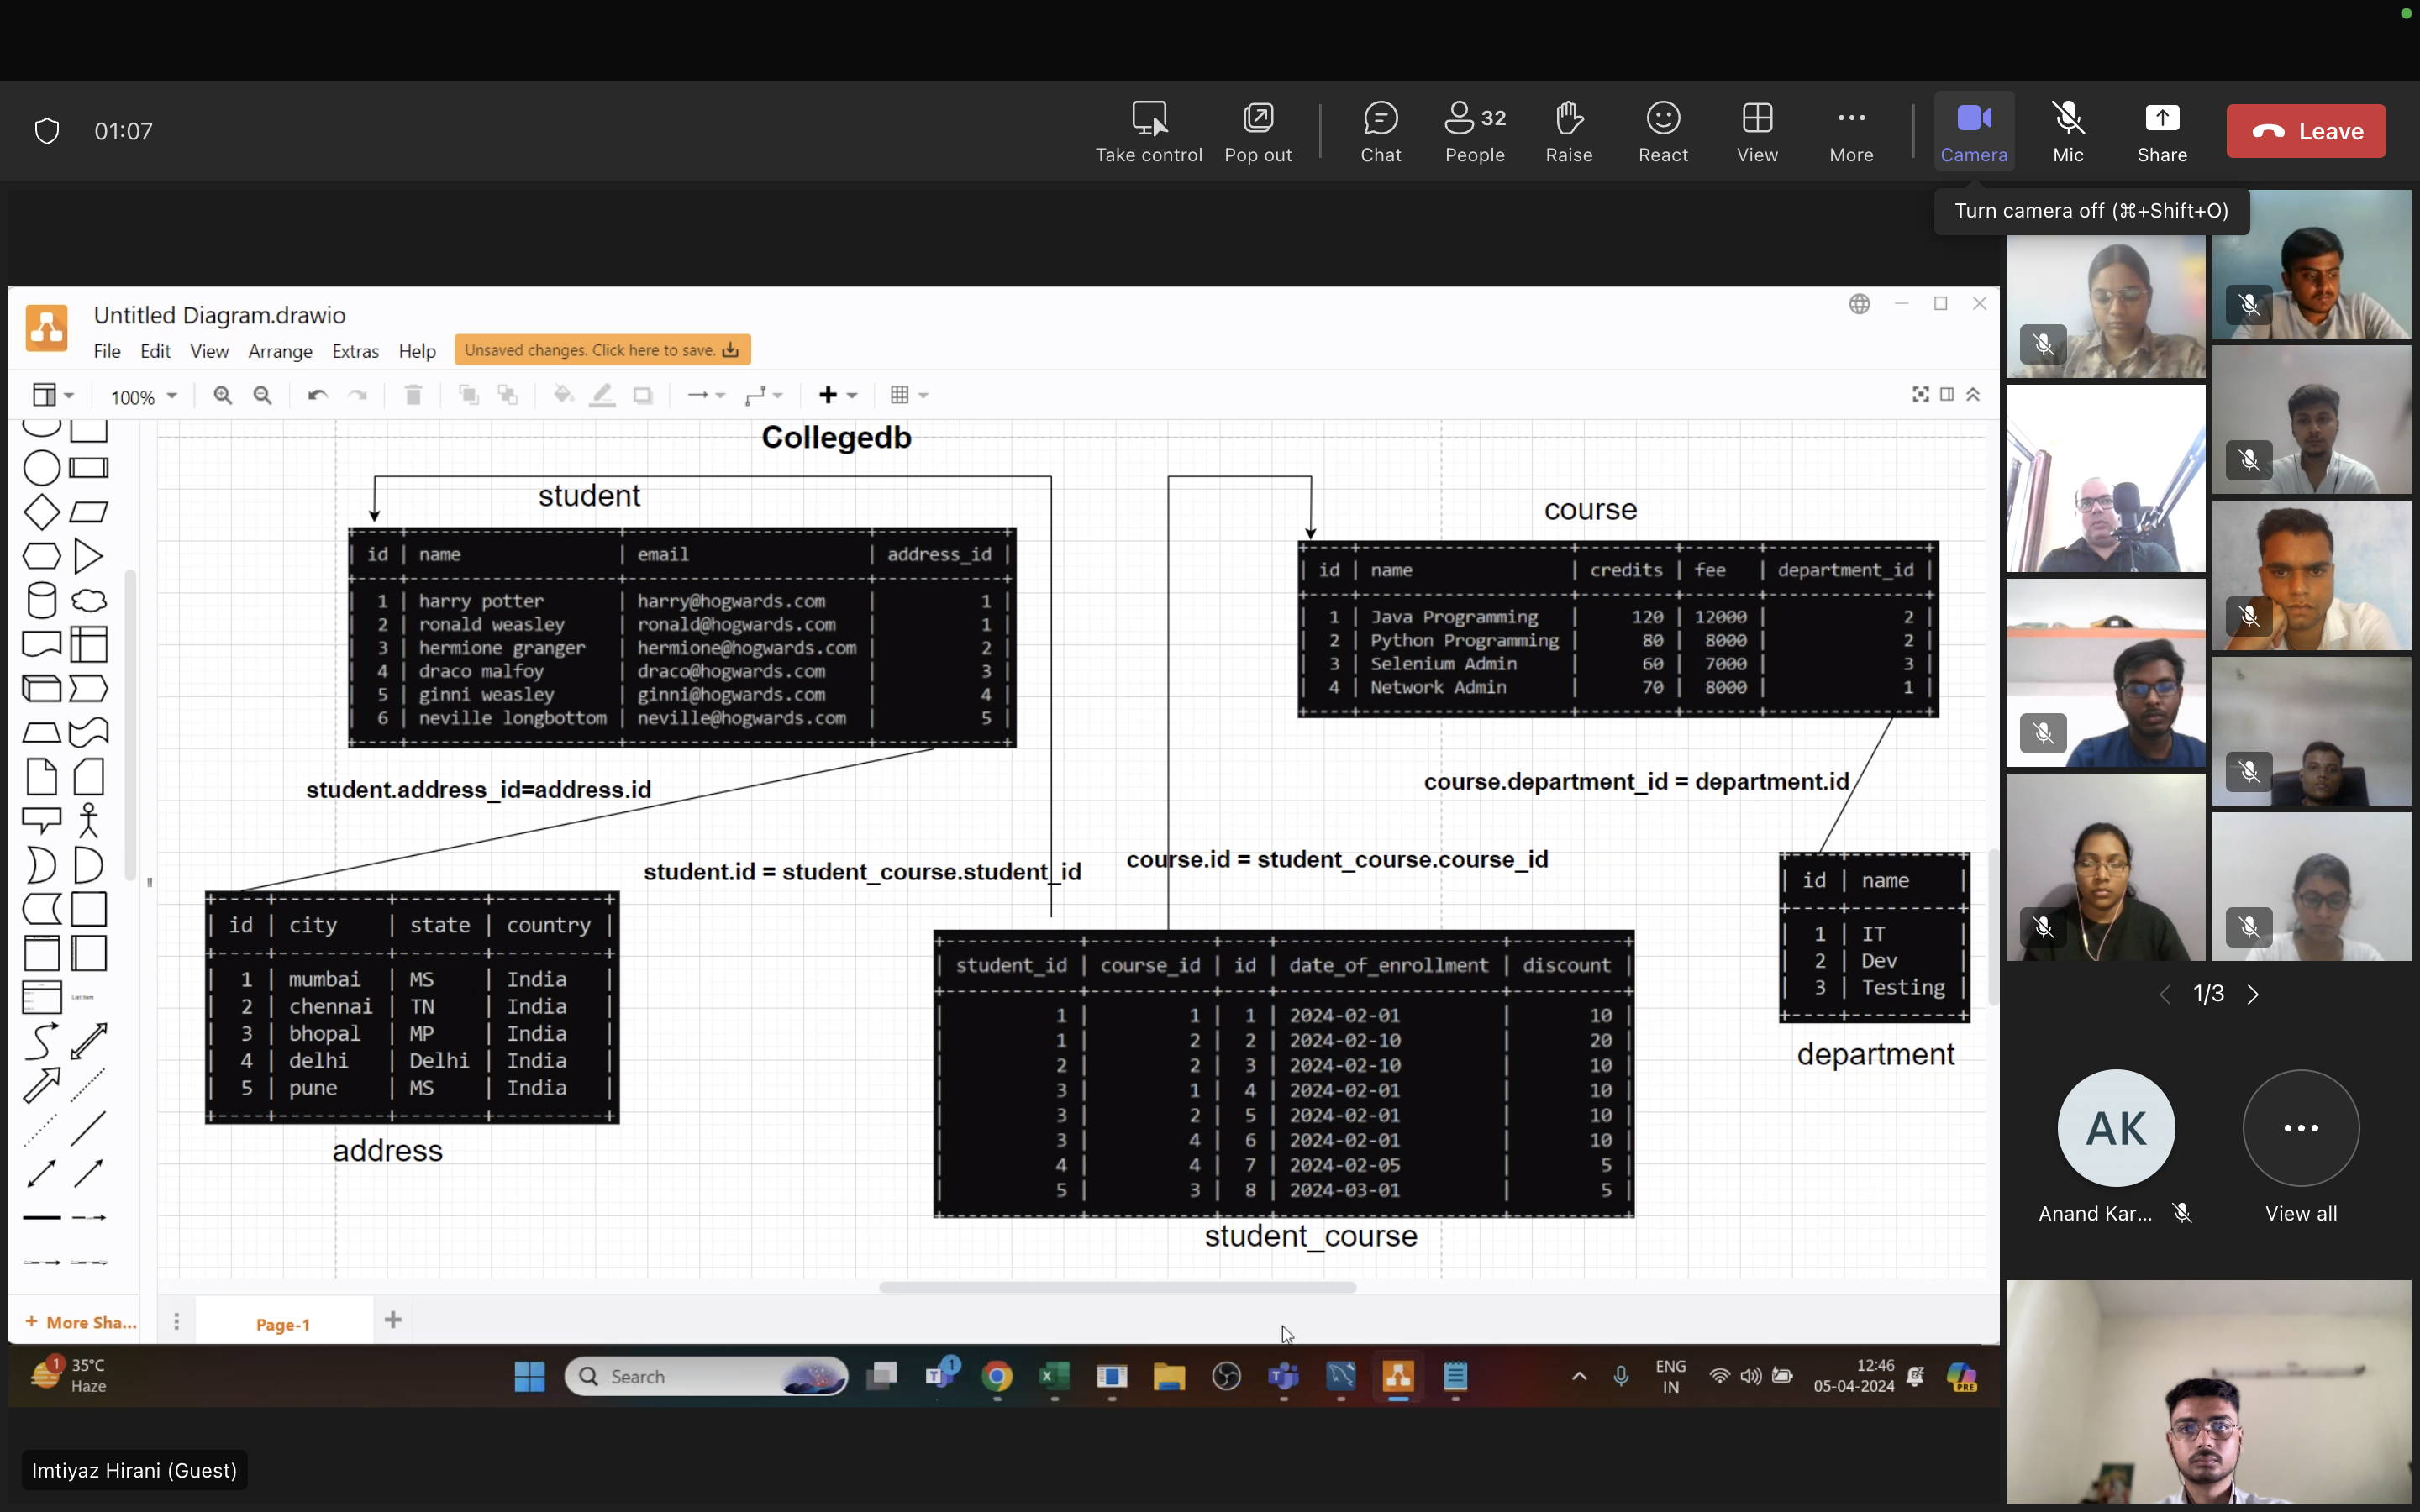 01:07
Take control
Pop out
Chat
32
People
Raise
React
View
More
Camera
Mic
Share
Leave
Turn camera off (⌘+Shift+O)
Untitled Diagram.drawio
File Edit View Arrange Extras Help
Unsaved changes. Click here to save.
100%
Collegedb
student
| id | name | email | address_id |
| 1 | harry potter | harry@hogwards.com | 1 |
| 2 | ronald weasley | ronald@hogwards.com | 1 |
| 3 | hermione granger | hermione@hogwards.com | 2 |
| 4 | draco malfoy | draco@hogwards.com | 3 |
| 5 | ginni weasley | ginni@hogwards.com | 4 |
| 6 | neville longbottom | neville@hogwards.com | 5 |
course
| id | name | credits | fee | department_id |
| 1 | Java Programming | 120 | 12000 | 2 |
| 2 | Python Programming | 80 | 8000 | 2 |
| 3 | Selenium Admin | 60 | 7000 | 3 |
| 4 | Network Admin | 70 | 8000 | 1 |
student.address_id=address.id
course.department_id = department.id
student.id = student_course.student_id
course.id = student_course.course_id
| id | city | state | country |
| 1 | mumbai | MS | India |
| 2 | chennai | TN | India |
| 3 | bhopal | MP | India |
| 4 | delhi | Delhi | India |
| 5 | pune | MS | India |
address
| student_id | course_id | id | date_of_enrollment | discount |
| 1 | 1 | 1 | 2024-02-01 | 10 |
| 1 | 2 | 2 | 2024-02-10 | 20 |
| 2 | 2 | 3 | 2024-02-10 | 10 |
| 3 | 1 | 4 | 2024-02-01 | 10 |
| 3 | 2 | 5 | 2024-02-01 | 10 |
| 3 | 4 | 6 | 2024-02-01 | 10 |
| 4 | 4 | 7 | 2024-02-05 | 5 |
| 5 | 3 | 8 | 2024-03-01 | 5 |
student_course
| id | name |
| 1 | IT |
| 2 | Dev |
| 3 | Testing |
department
List Item
+ More Sha...
Page-1
1/3
AK
Anand Kar...
View all
1
35°C
Haze
Search
1
ENG
IN
12:46
05-04-2024
PRE
Imtiyaz Hirani (Guest)